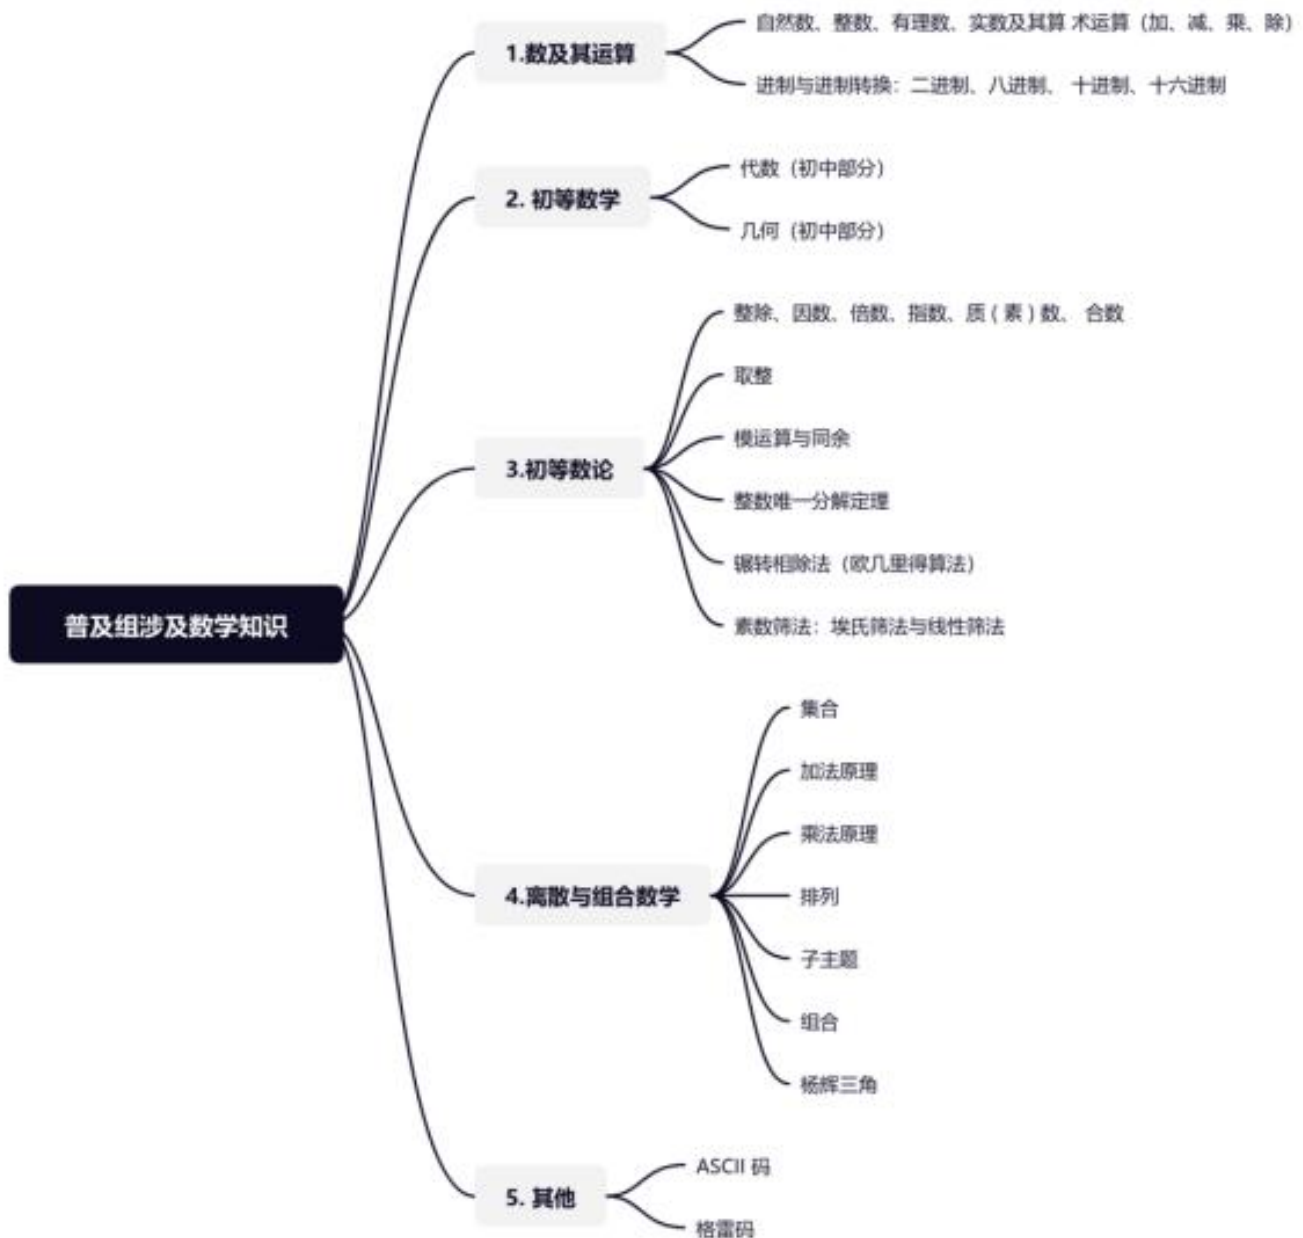 普及组涉及数学知识
1.数及其运算
自然数、整数、有理数、实数及其算 术运算（加、减、乘、除）
进制与进制转换：二进制、八进制、 十进制、十六进制
2. 初等数学
代数（初中部分）
几何（初中部分）
3.初等数论
整除、因数、倍数、指数、质 ( 素 ) 数、 合数
取整
模运算与同余
整数唯一分解定理
辗转相除法（欧几里得算法）
素数筛法：埃氏筛法与线性筛法
4.离散与组合数学
集合
加法原理
乘法原理
排列
子主题
组合
杨辉三角
5. 其他
ASCII 码
格雷码